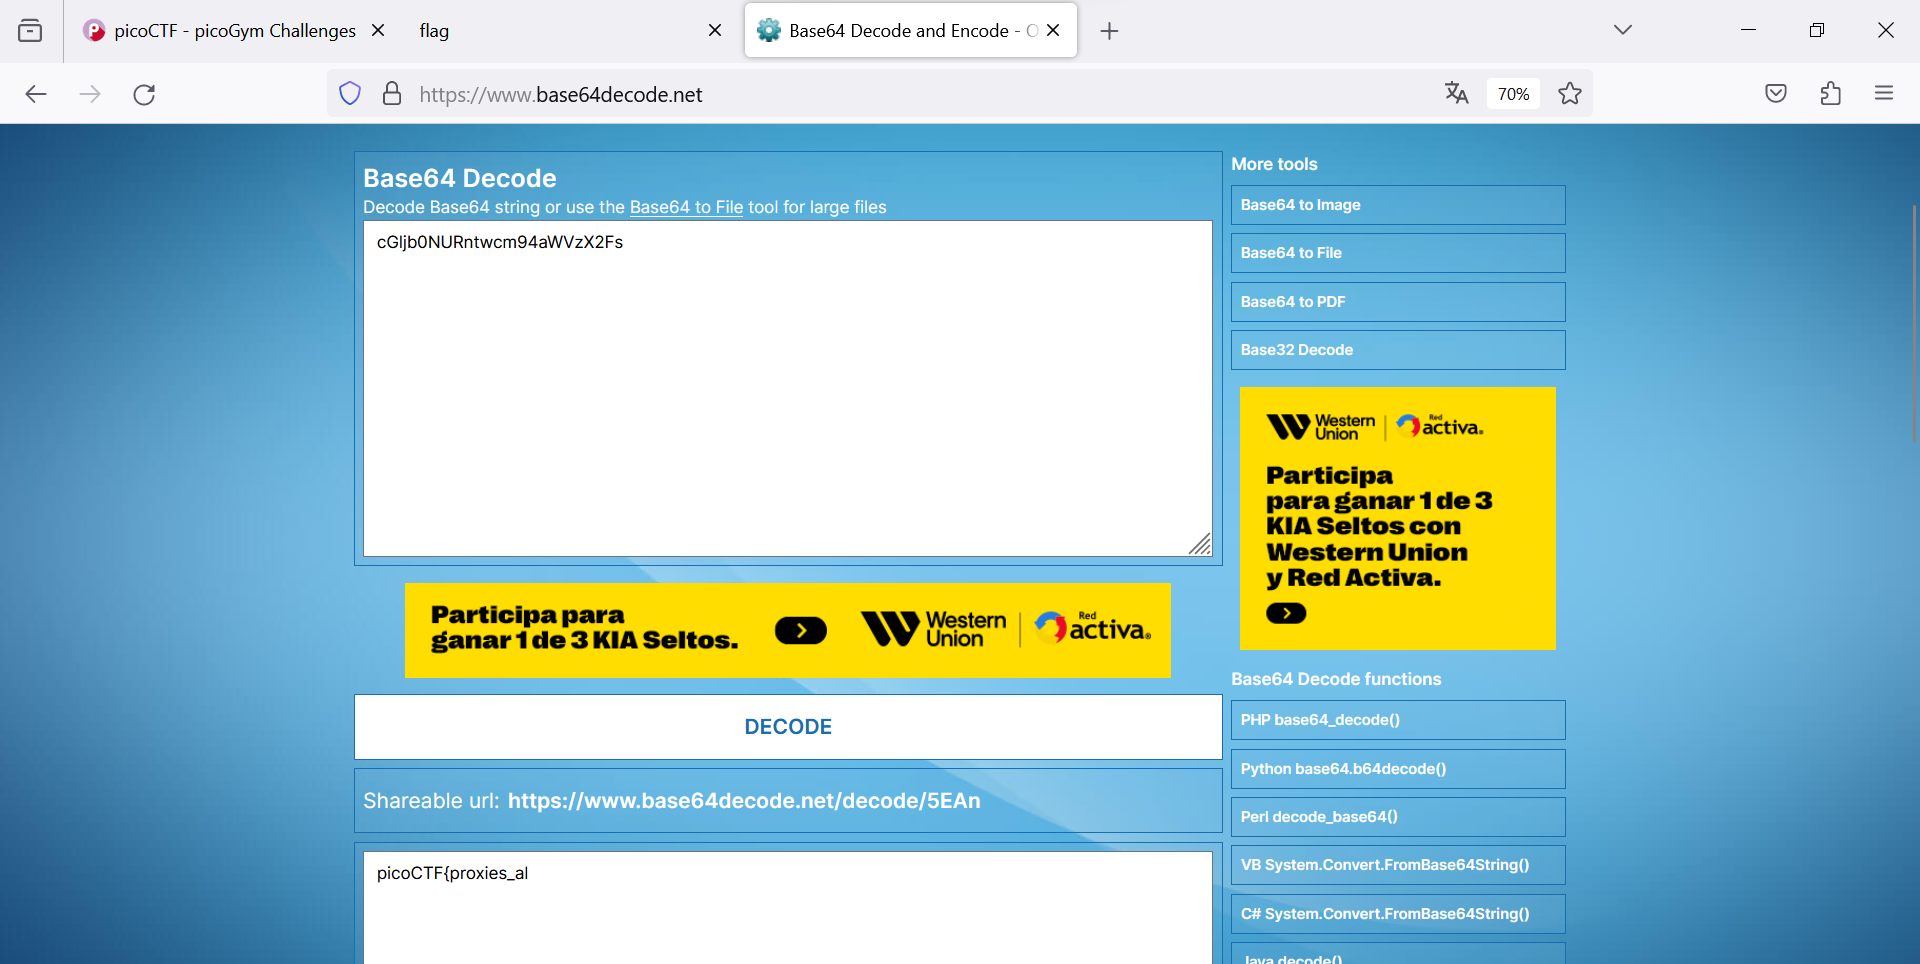 picoCTF - picoGym Challenges
flag
Base64 Decode and Encode - O
https://www.base64decode.net
70%
Base64 Decode
Decode Base64 string or use the Base64 to File tool for large files
cGljb0NURntwcm94aWVzX2Fs
Participa para
ganar 1 de 3 KIA Seltos.
Western
Union
Red
activa.
DECODE
Shareable url: https://www.base64decode.net/decode/5EAn
picoCTF{proxies_al
More tools
Base64 to Image
Base64 to File
Base64 to PDF
Base32 Decode
Western
Union
Red
activa.
Participa
para ganar 1 de 3
KIA Seltos con
Western Union
y Red Activa.
Base64 Decode functions
PHP base64_decode()
Python base64.b64decode()
Perl decode_base64()
VB System.Convert.FromBase64String()
C# System.Convert.FromBase64String()
Java decode()